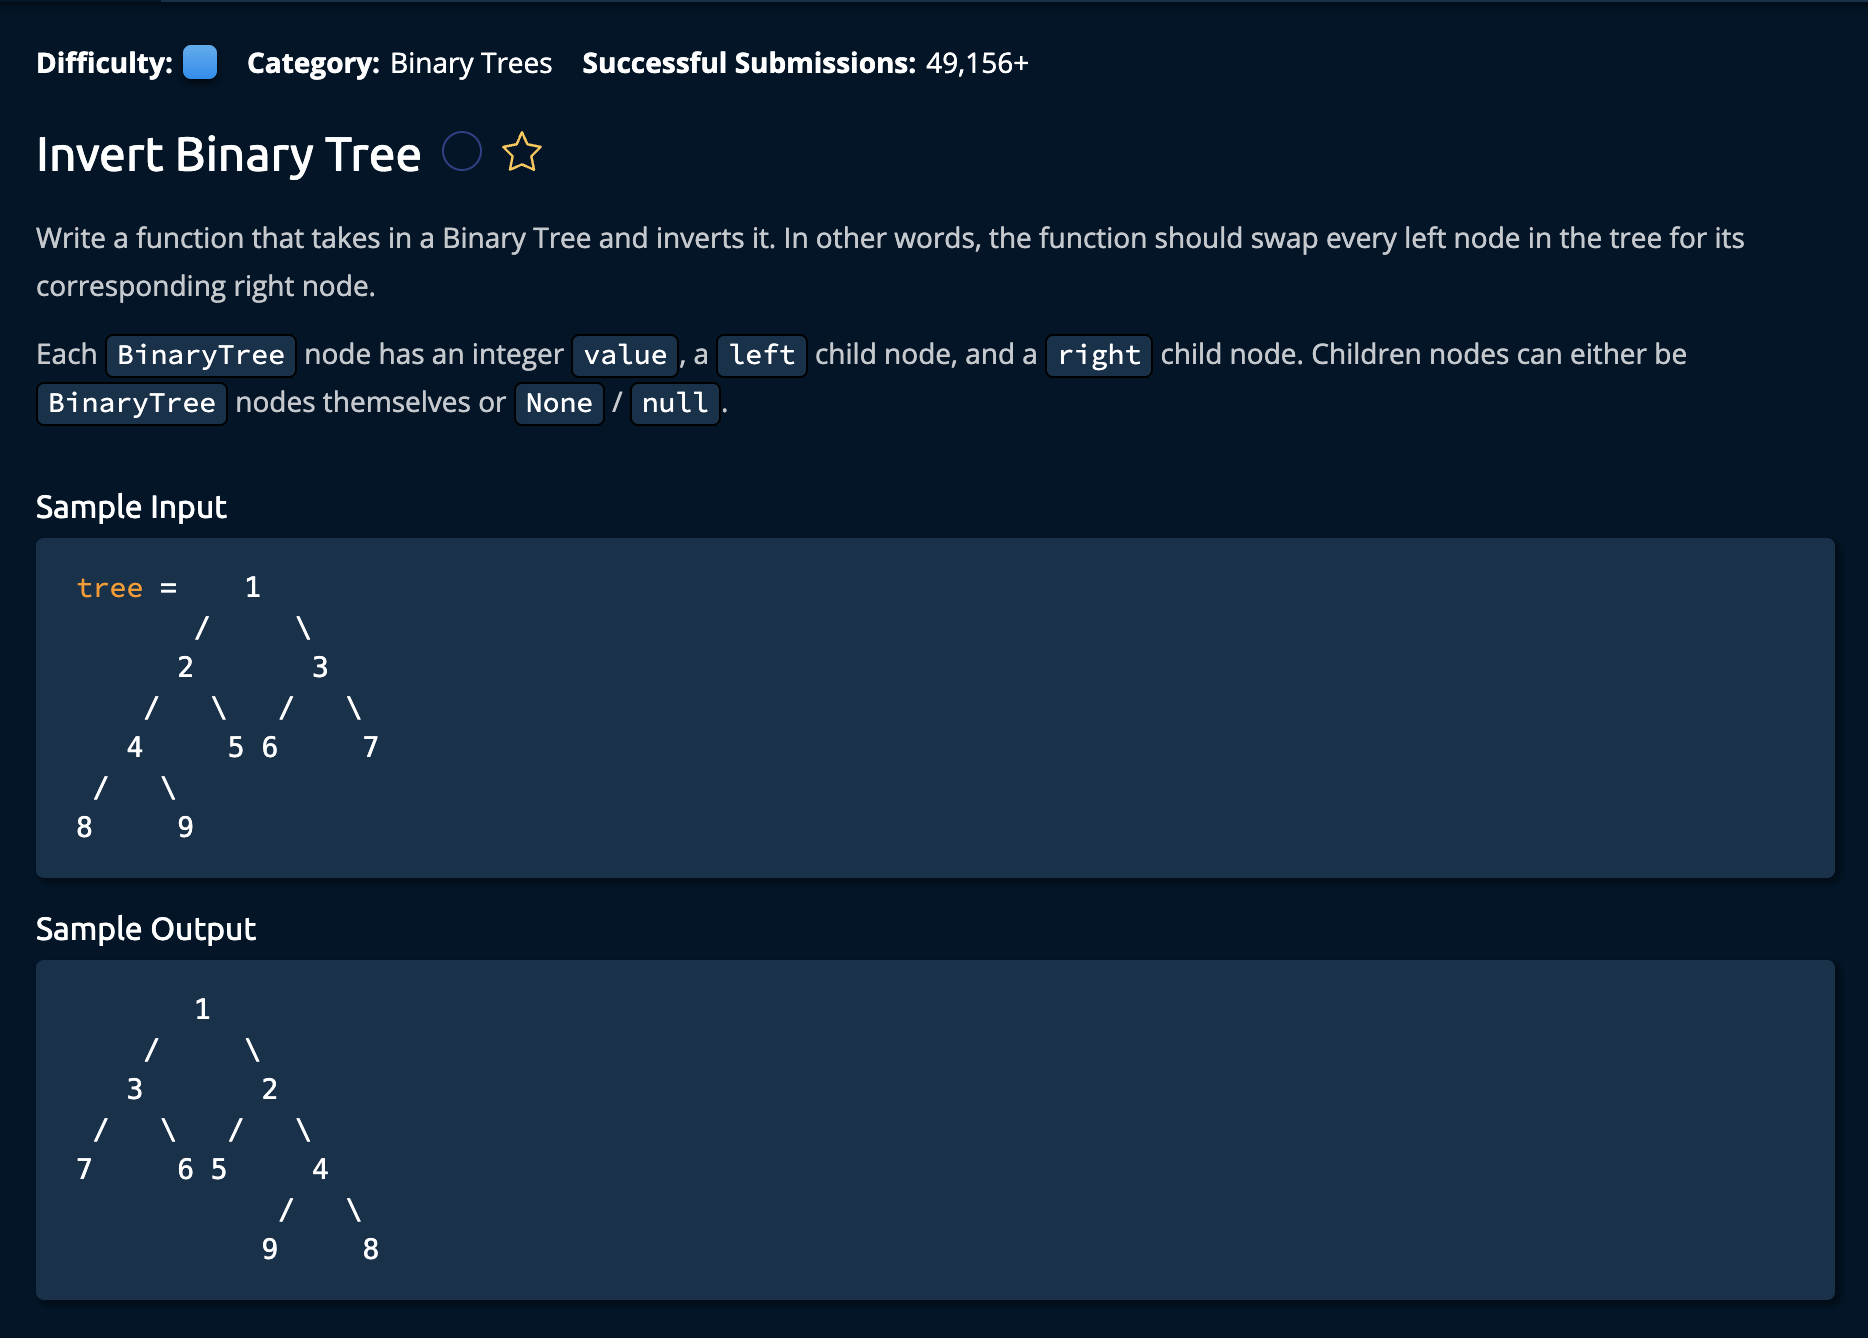 Difficulty: Category: Binary Trees Successful Submissions: 49,156+
Invert Binary Tree
Write a function that takes in a Binary Tree and inverts it. In other words, the function should swap every left node in the tree for its
corresponding right node.
Each BinaryTree node has an integer value, a left child node, and a right child node. Children nodes can either be
BinaryTree nodes themselves or None / null.
Sample Input
tree =    1
       /     \
      2       3
    /   \   /   \
   4     5 6     7
 /   \
8     9
Sample Output
       1
    /     \
   3       2
 /   \   /   \
7     6 5     4
            /   \
           9     8